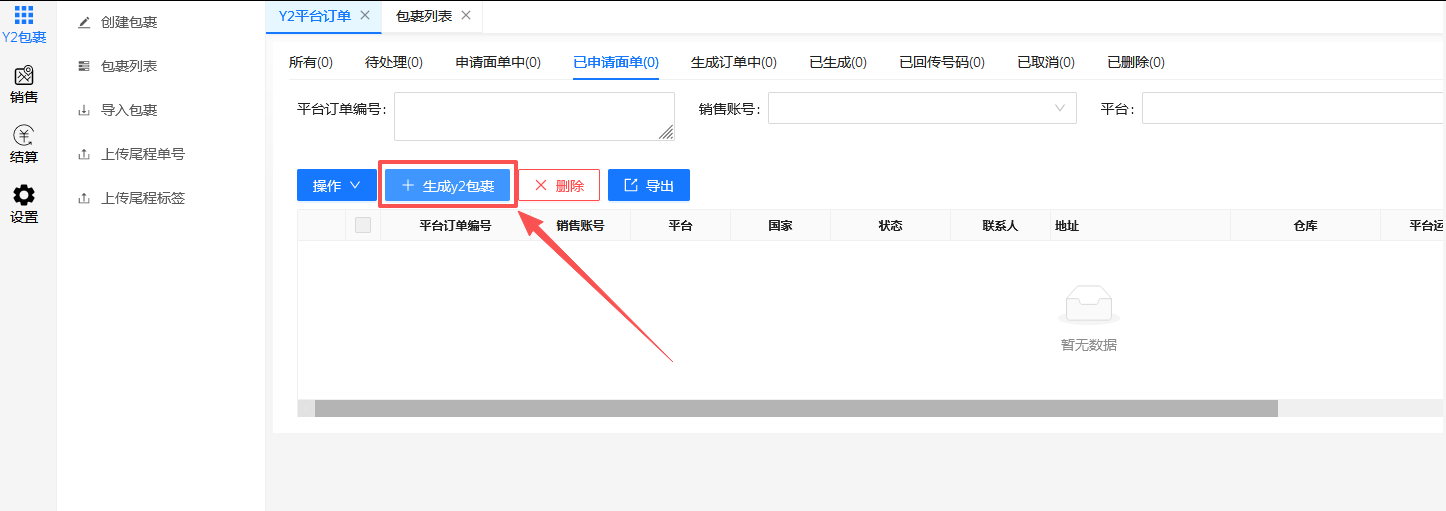 Y2包裹
销售
结算
设置
创建包裹
包裹列表
导入包裹
上传尾程单号
上传尾程标签
Y2平台订单 包裹列表
所有(0) 待处理(0) 申请面单中(0) 已申请面单(0) 生成订单中(0) 已生成(0) 已回传号码(0) 已取消(0) 已删除(0)
平台订单编号: 销售账号: 平台:
操作 生成y2包裹 删除 导出
平台订单编号 销售账号 平台 国家 状态 联系人 地址 仓库 平台运
暂无数据